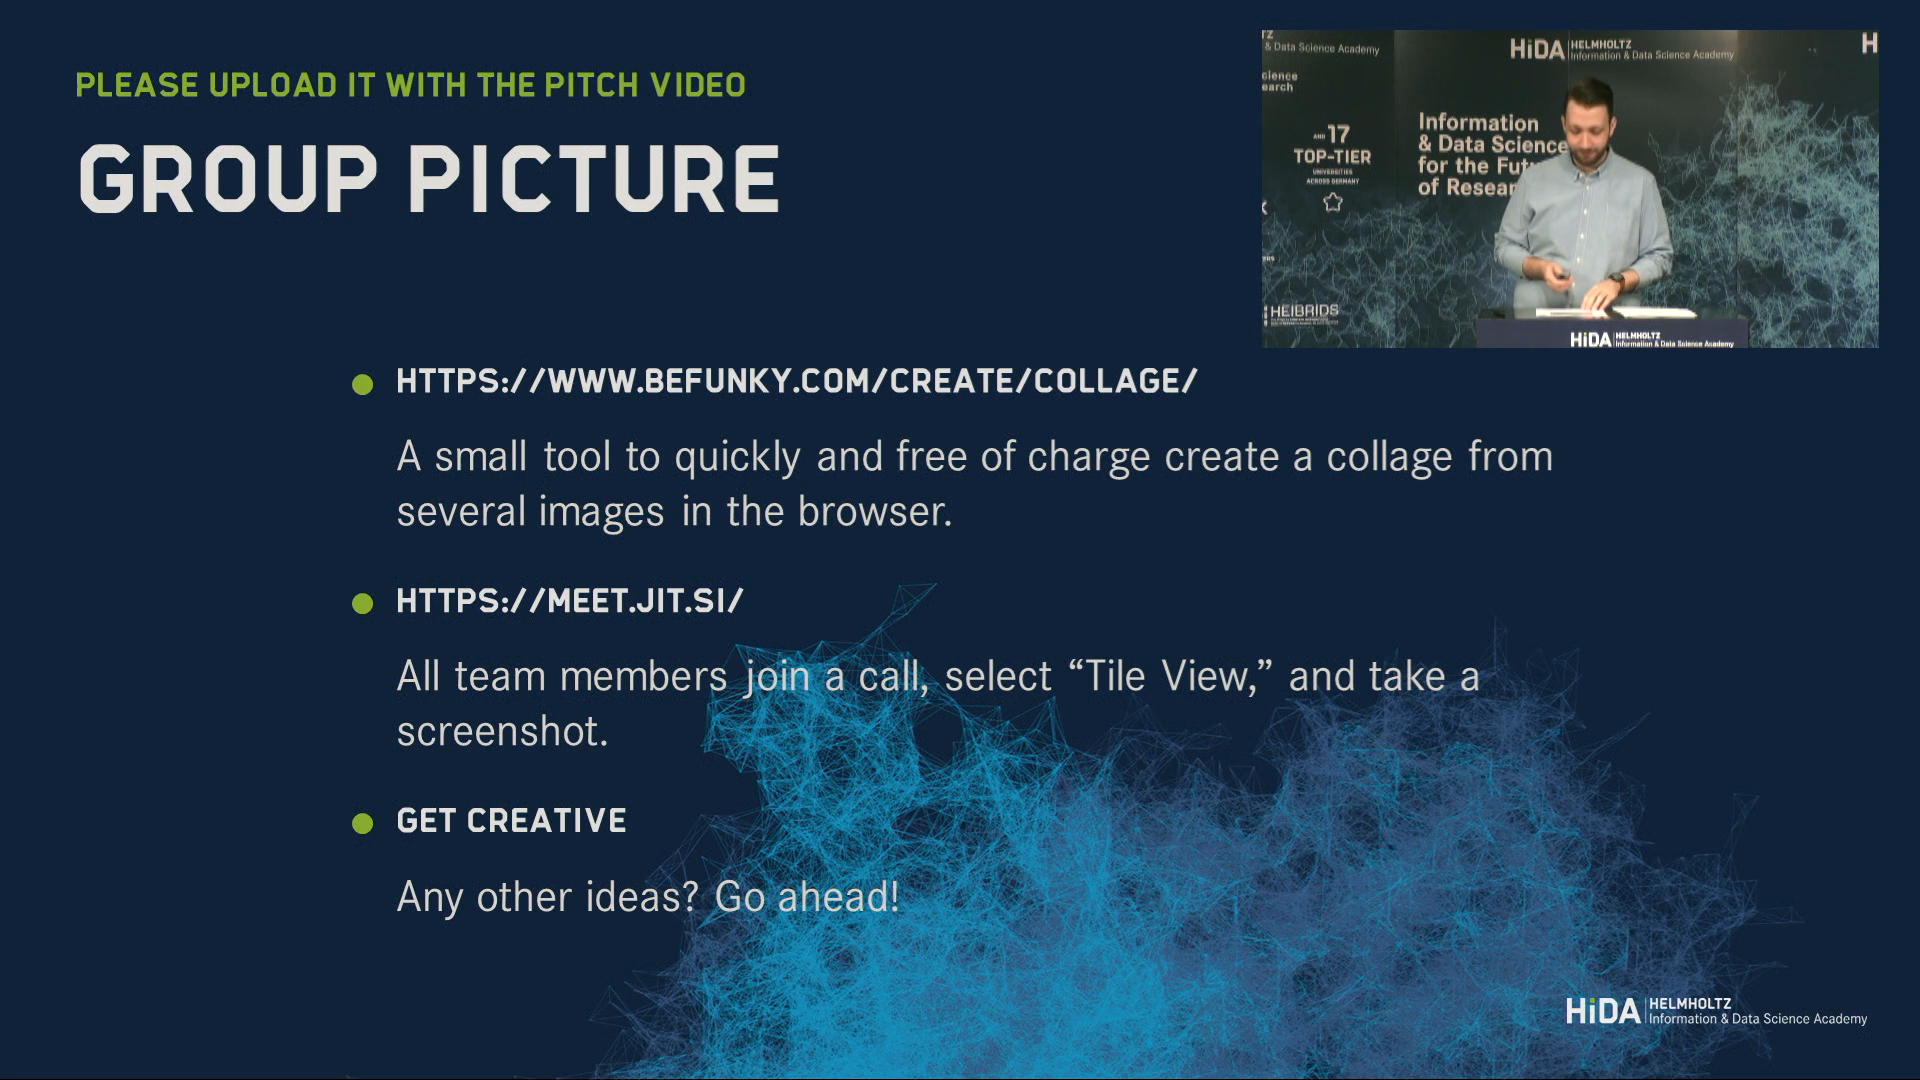 PLEASE UPLOAD IT WITH THE PITCH VIDEO
GROUP PICTURE
HTTPS://WWW.BEFUNKY.COM/CREATE/COLLAGE/
A small tool to quickly and free of charge create a collage from
several images in the browser.
HTTPS://MEET.JIT.SI/
All team members join a call, select “Tile View,” and take a
screenshot.
GET CREATIVE
Any other ideas? Go ahead!
& Data Science Academy
HiDA HELMHOLTZ
Information & Data Science Academy
H
AND 17
TOP-TIER
UNIVERSITIES
ACROSS GERMANY
Information
& Data Science
for the Fut
of Resear
HEIBRIDS
HiDA HELMHOLTZ
Information & Data Science Academy
HiDA HELMHOLTZ
Information & Data Science Academy